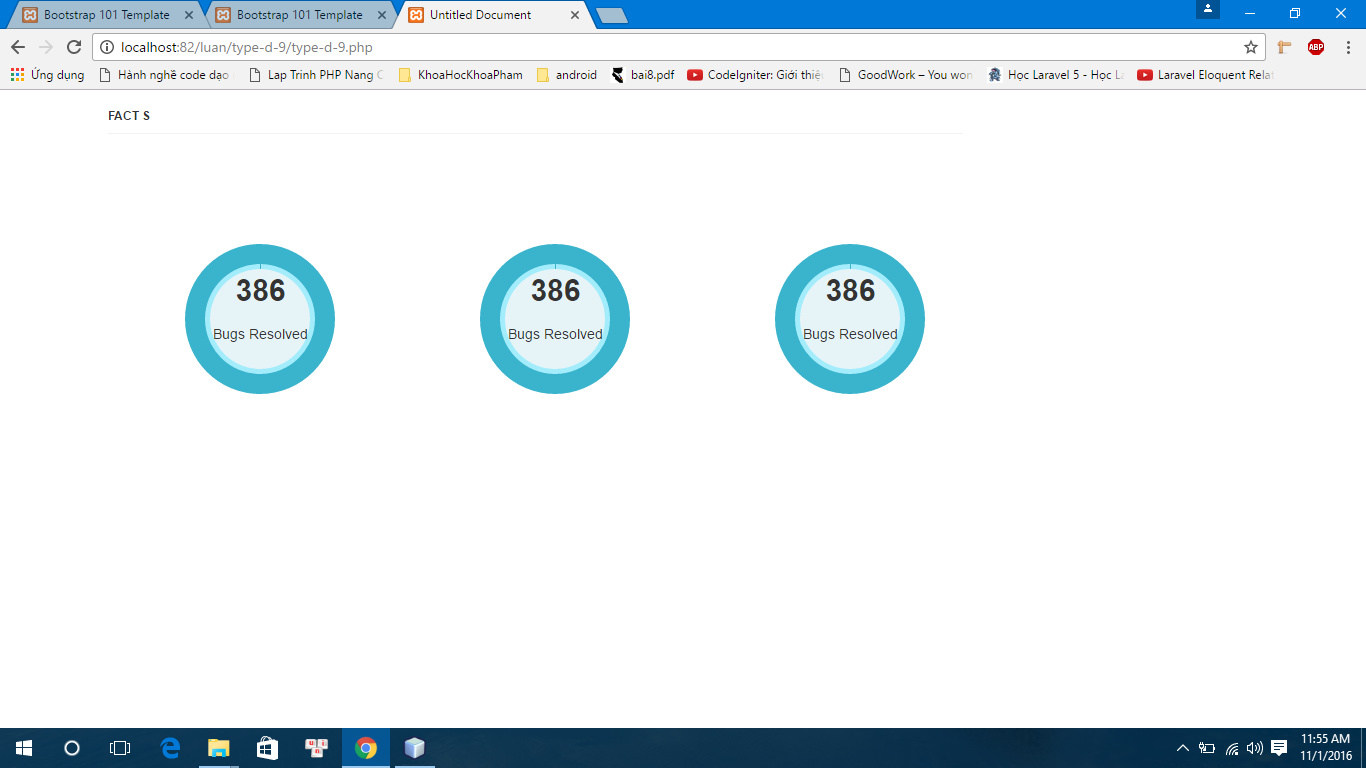 Bootstrap 101 Template
Bootstrap 101 Template
Untitled Document
localhost:82/luan/type-d-9/type-d-9.php
ABP
Ứng dụng
Hành nghề code dạo
Lap Trinh PHP Nang C
KhoaHocKhoaPham
android
bai8.pdf
CodeIgniter: Giới thiệu
GoodWork – You won
Học Laravel 5 - Học La
Laravel Eloquent Relat
FACT S
386
Bugs Resolved
386
Bugs Resolved
386
Bugs Resolved
11:55 AM
11/1/2016